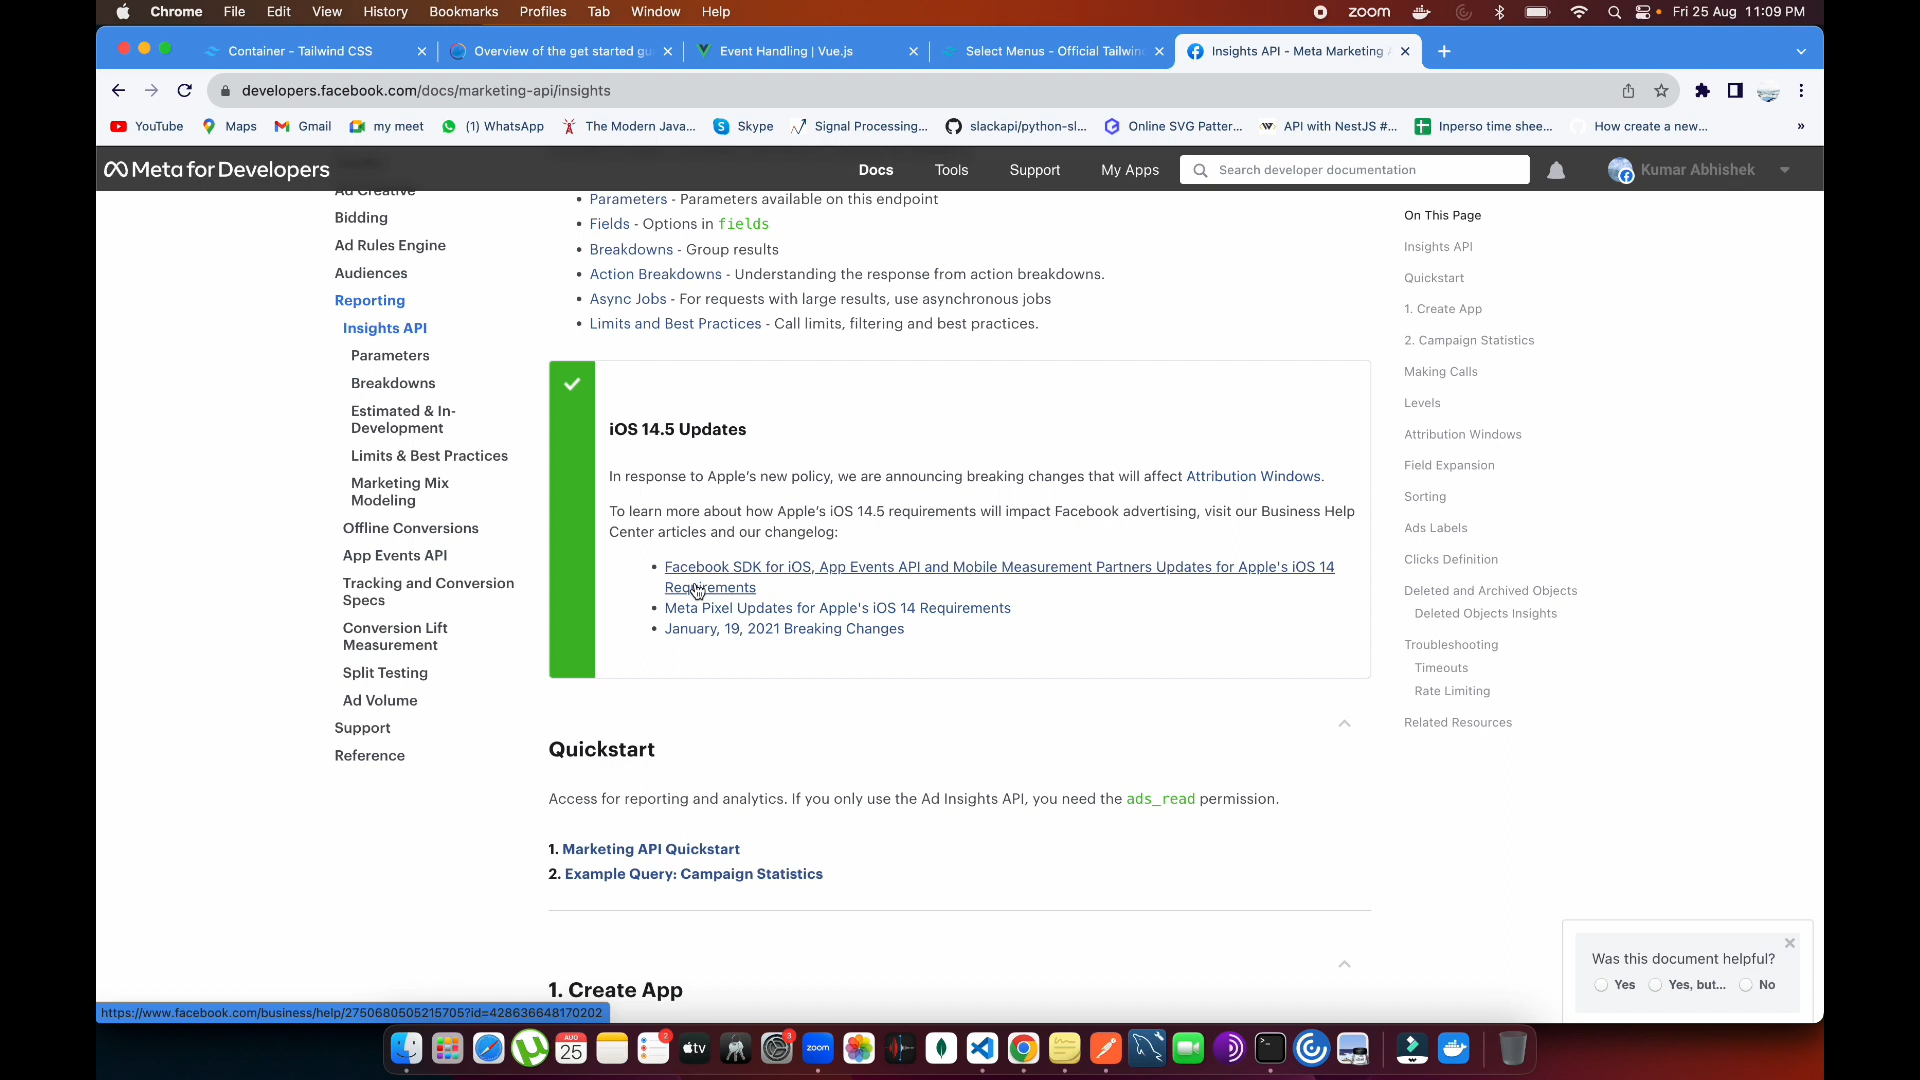 Chrome File Edit View History Bookmarks Profiles Tab Window Help zoom Fri 25 Aug 11:09 PM
Container - Tailwind CSS Overview of the get started gu Event Handling | Vue.js Select Menus - Official Tailwin Insights API - Meta Marketing
developers.facebook.com/docs/marketing-api/insights
YouTube Maps Gmail my meet (1) WhatsApp The Modern Java... Skype Signal Processing... slackapi/python-sl... Online SVG Patter... API with NestJS #... Inperso time shee... How create a new... »
Meta for Developers Docs Tools Support My Apps Search developer documentation Kumar Abhishek
Ad Creative
Bidding
Ad Rules Engine
Audiences
Reporting
Insights API
Parameters
Breakdowns
Estimated & In-
Development
Limits & Best Practices
Marketing Mix
Modeling
Offline Conversions
App Events API
Tracking and Conversion
Specs
Conversion Lift
Measurement
Split Testing
Ad Volume
Support
Reference
• Parameters - Parameters available on this endpoint
• Fields - Options in fields
• Breakdowns - Group results
• Action Breakdowns - Understanding the response from action breakdowns.
• Async Jobs - For requests with large results, use asynchronous jobs
• Limits and Best Practices - Call limits, filtering and best practices.
iOS 14.5 Updates
In response to Apple's new policy, we are announcing breaking changes that will affect Attribution Windows.
To learn more about how Apple's iOS 14.5 requirements will impact Facebook advertising, visit our Business Help
Center articles and our changelog:
• Facebook SDK for iOS, App Events API and Mobile Measurement Partners Updates for Apple's iOS 14
Requirements
• Meta Pixel Updates for Apple's iOS 14 Requirements
• January, 19, 2021 Breaking Changes
Quickstart
Access for reporting and analytics. If you only use the Ad Insights API, you need the ads_read permission.
1. Marketing API Quickstart
2. Example Query: Campaign Statistics
1. Create App
On This Page
Insights API
Quickstart
1. Create App
2. Campaign Statistics
Making Calls
Levels
Attribution Windows
Field Expansion
Sorting
Ads Labels
Clicks Definition
Deleted and Archived Objects
Deleted Objects Insights
Troubleshooting
Timeouts
Rate Limiting
Related Resources
Was this document helpful?
Yes Yes, but... No
https://www.facebook.com/business/help/2750680505215705?id=428636648170202
AUG
25
2
tv
3
zoom